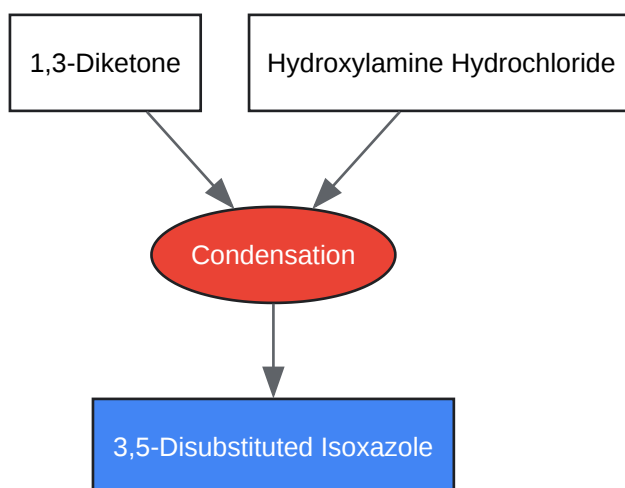 1,3-Diketone
Hydroxylamine Hydrochloride
Condensation
3,5-Disubstituted Isoxazole